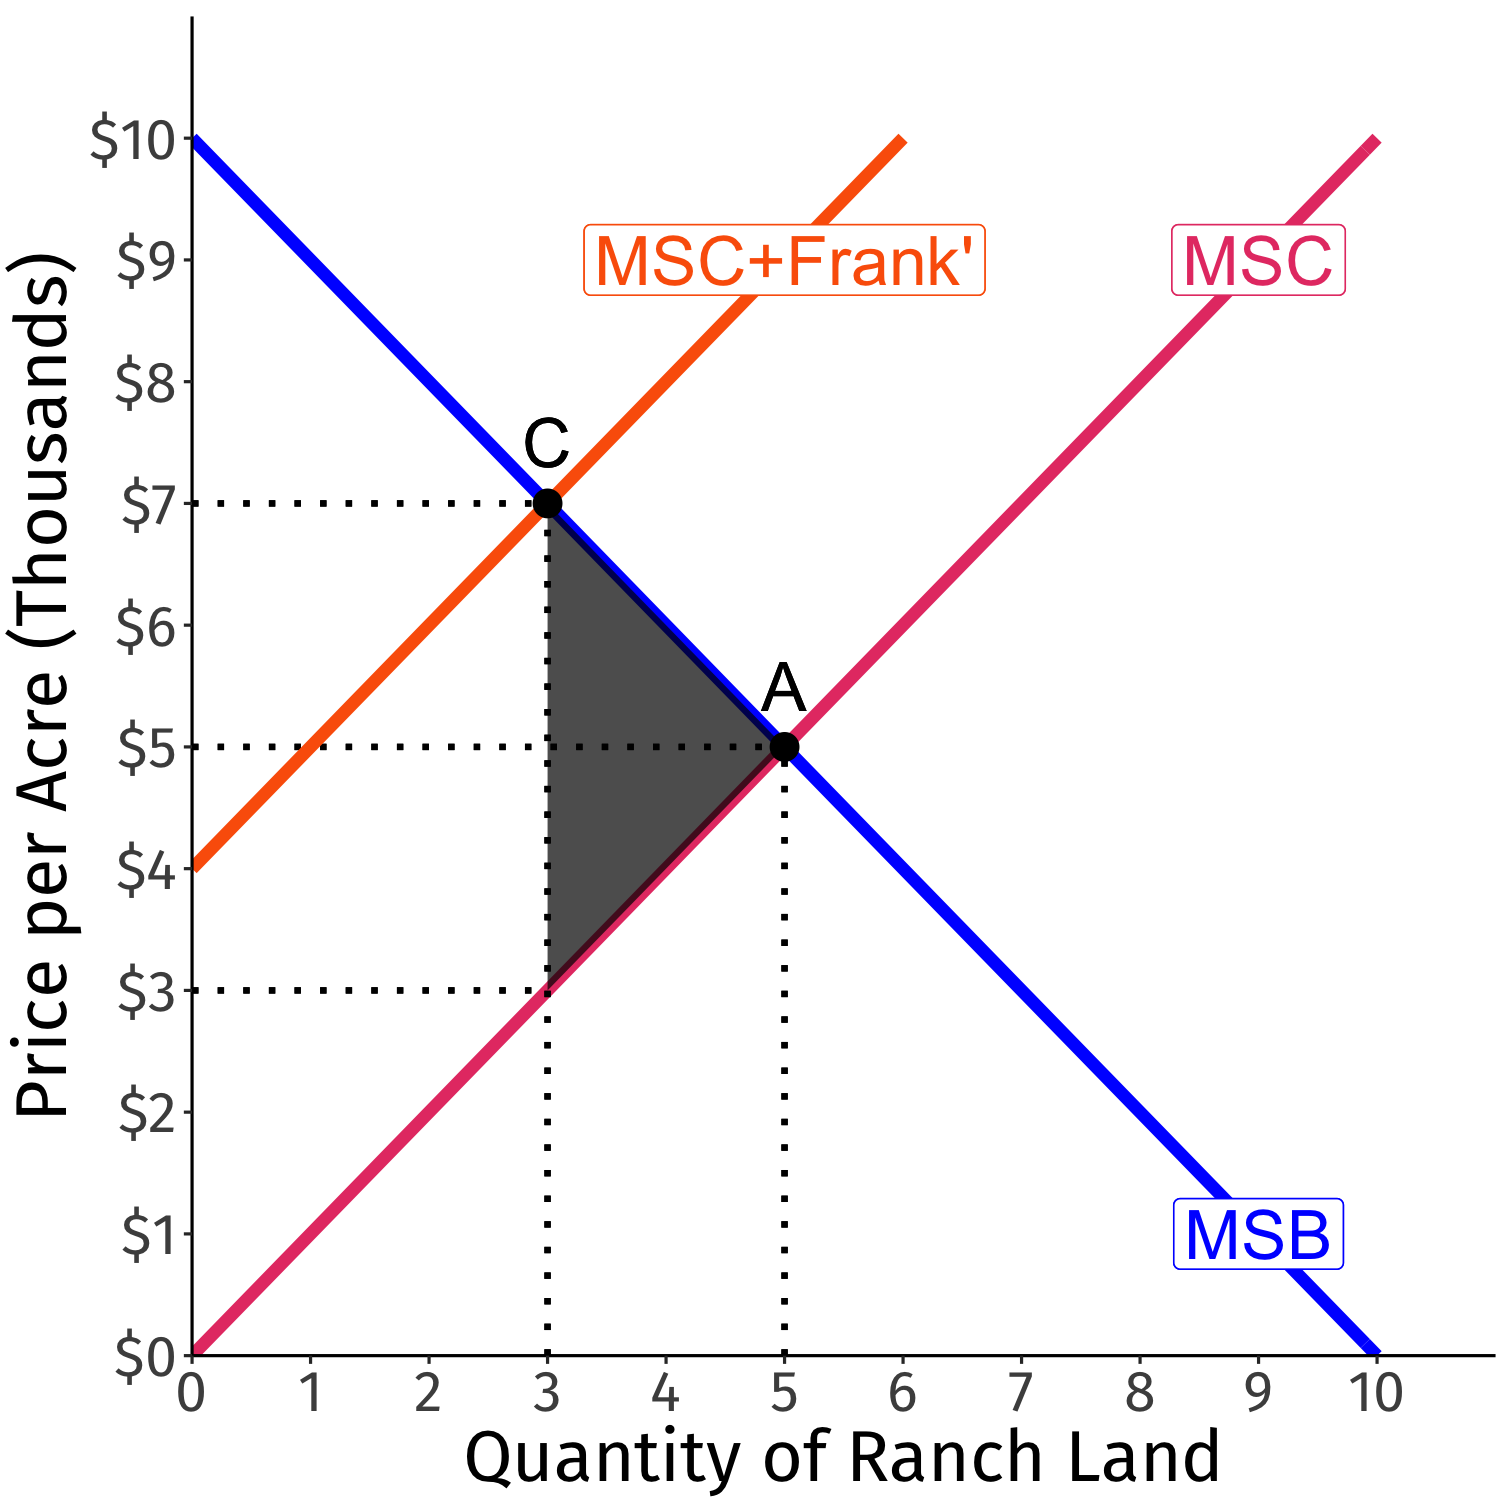 Price per Acre (Thousands)
$10
$9
$8
$7
$6
$5
$4
$3
$2
$1
$0
MSC+Frank'
MSC
C
A
MSB
0 1 2 3 4 5 6 7 8 9 10
Quantity of Ranch Land